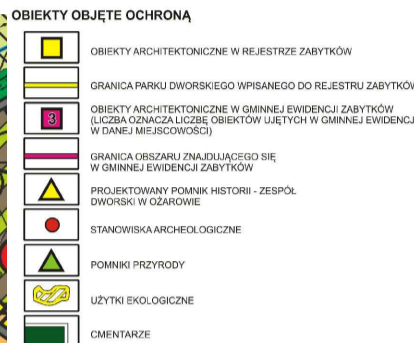 OBIEKTY OBJĘTE OCHRONĄ
OBIEKTY ARCHITEKTONICZNE W REJESTRZE ZABYTKÓW
GRANICA PARKU DWORSKIEGO WPISANEGO DO REJESTRU ZABYTKÓW
3
OBIEKTY ARCHITEKTONICZNE W GMINNEJ EWIDENCJI ZABYTKÓW
(LICZBA OZNACZA LICZBĘ OBIEKTÓW UJĘTYCH W GMINNEJ EWIDENCJI
W DANEJ MIEJSCOWOŚCI)
GRANICA OBSZARU ZNAJDUJĄCEGO SIĘ
W GMINNEJ EWIDENCJI ZABYTKÓW
PROJEKTOWANY POMNIK HISTORII - ZESPÓŁ
DWORSKI W OŻAROWIE
STANOWISKA ARCHEOLOGICZNE
POMNIKI PRZYRODY
UŻYTKI EKOLOGICZNE
CMENTARZE